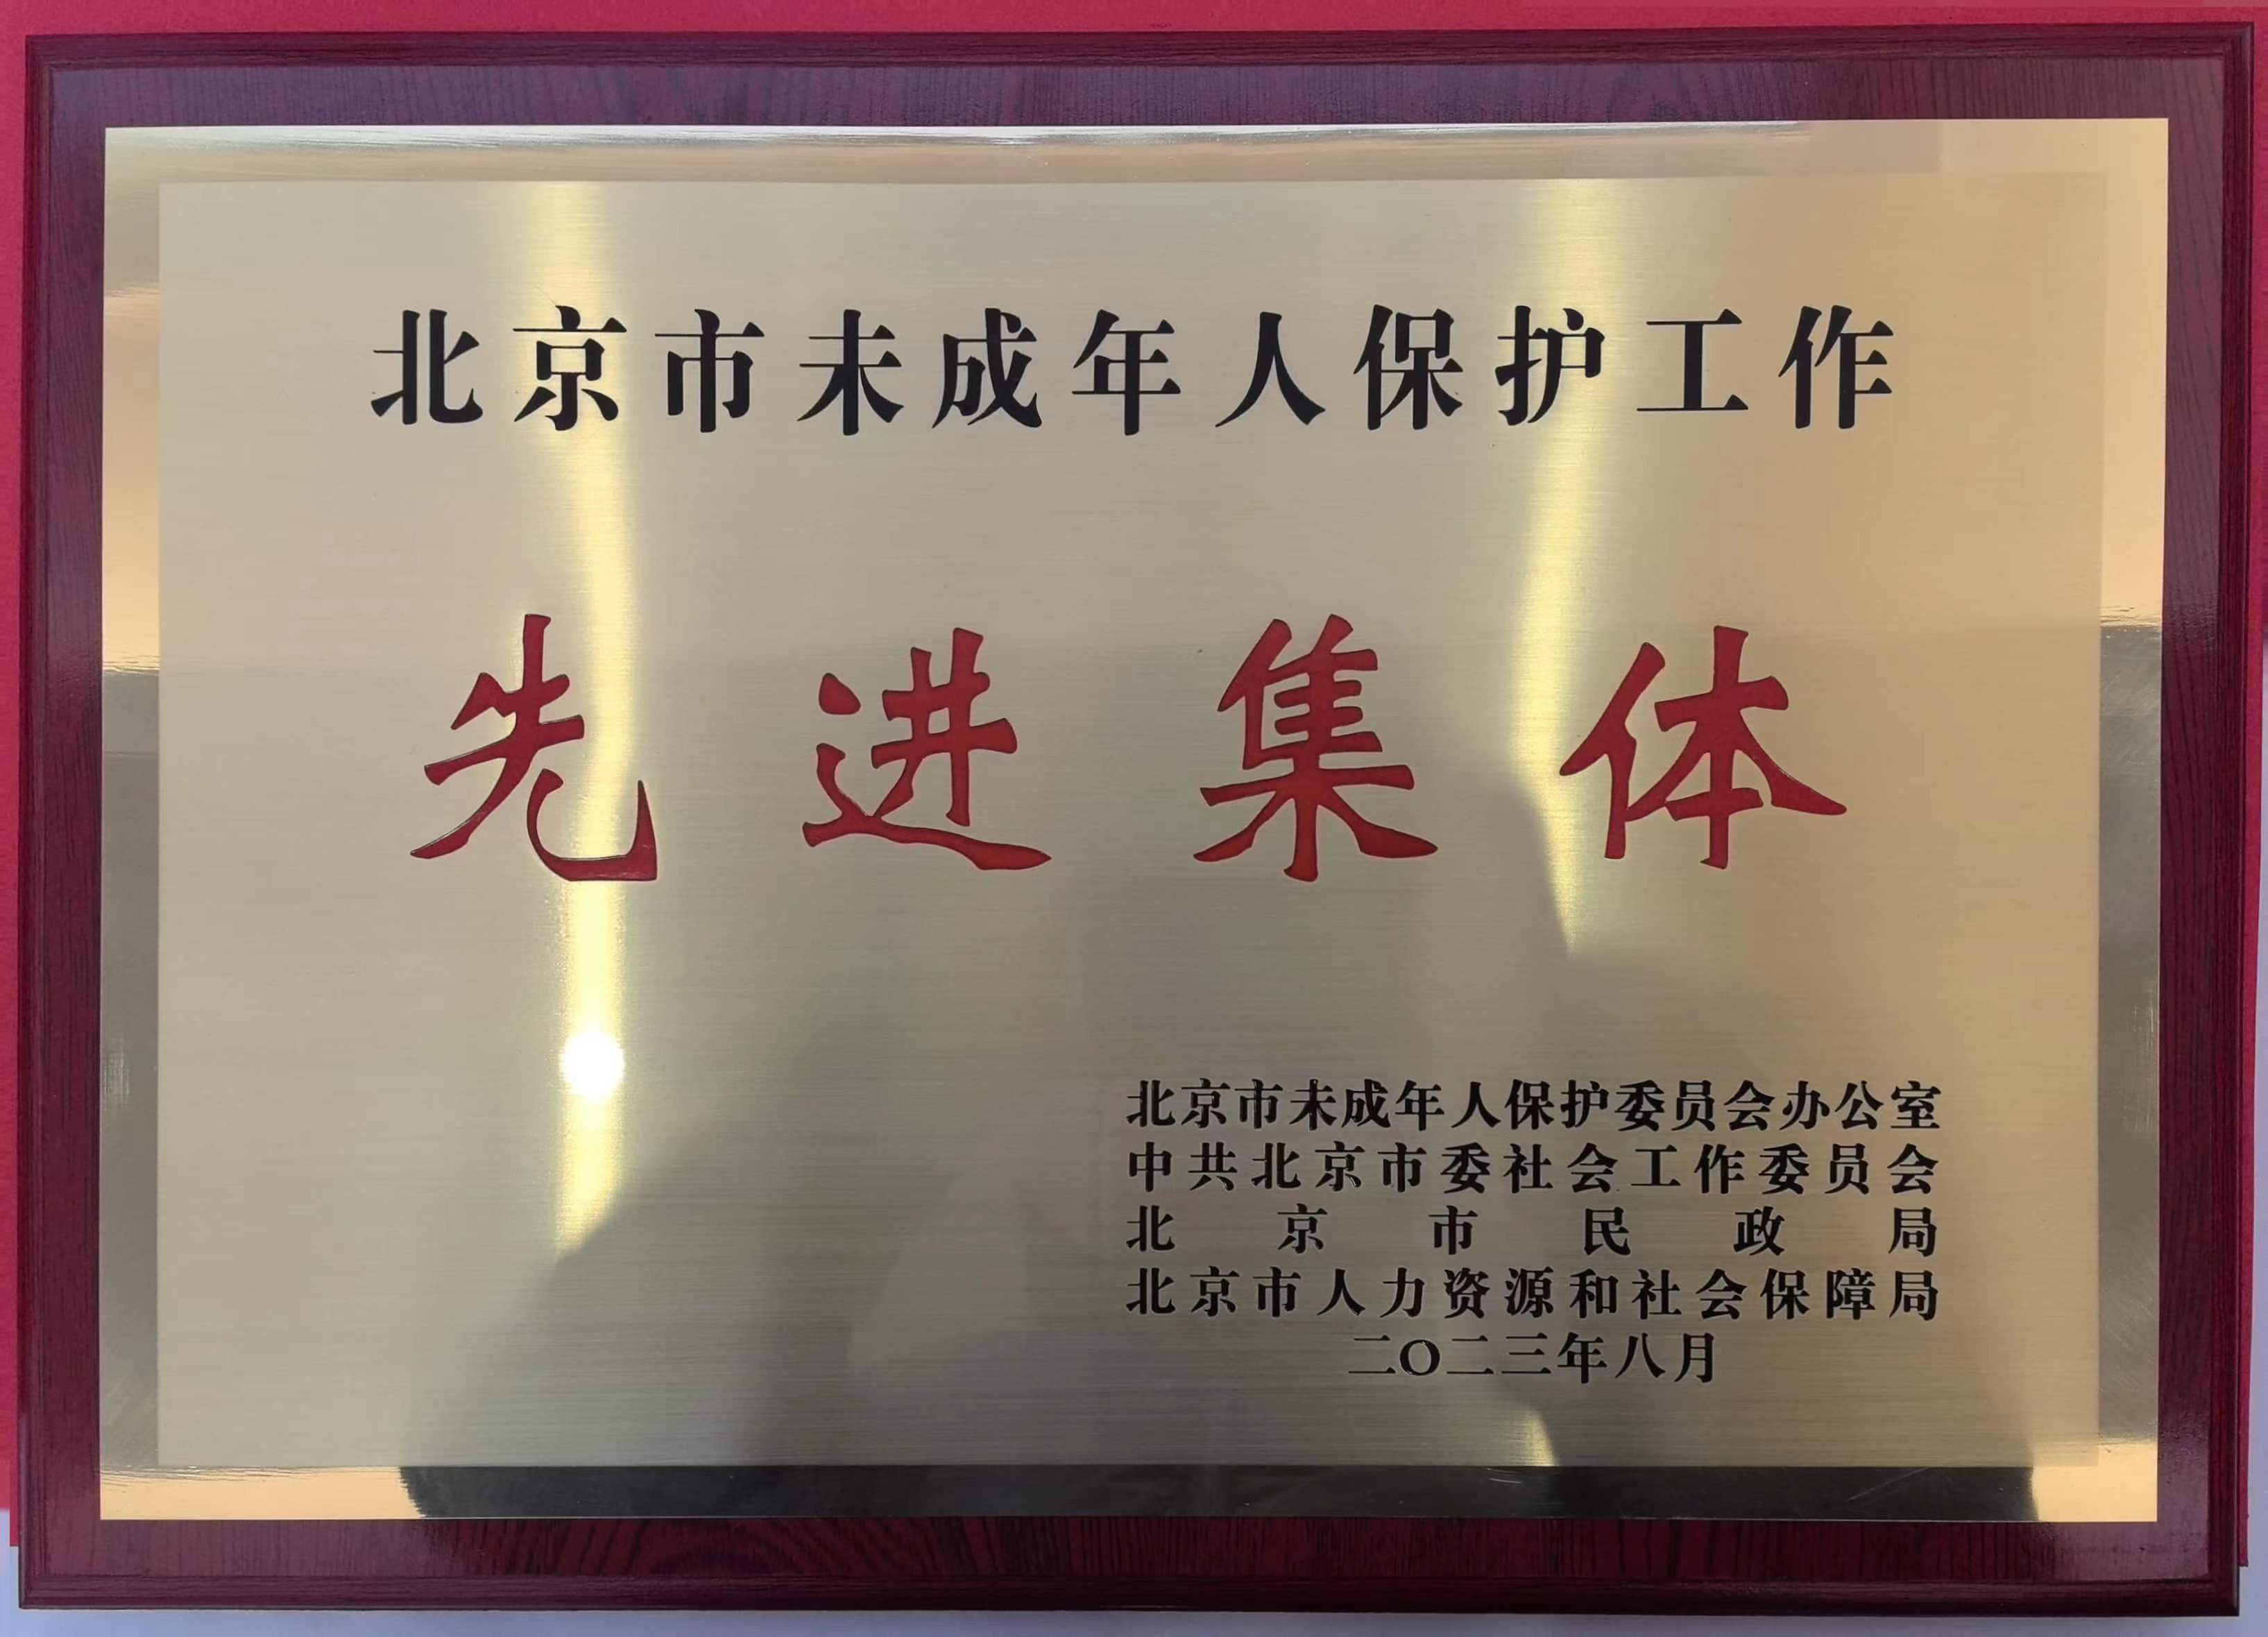 北京市未成年人保护工作
先进集体
北京市未成年人保护委员会办公室
中共北京市委社会工作委员会
北京市民政局
北京市人力资源和社会保障局
二〇二三年八月